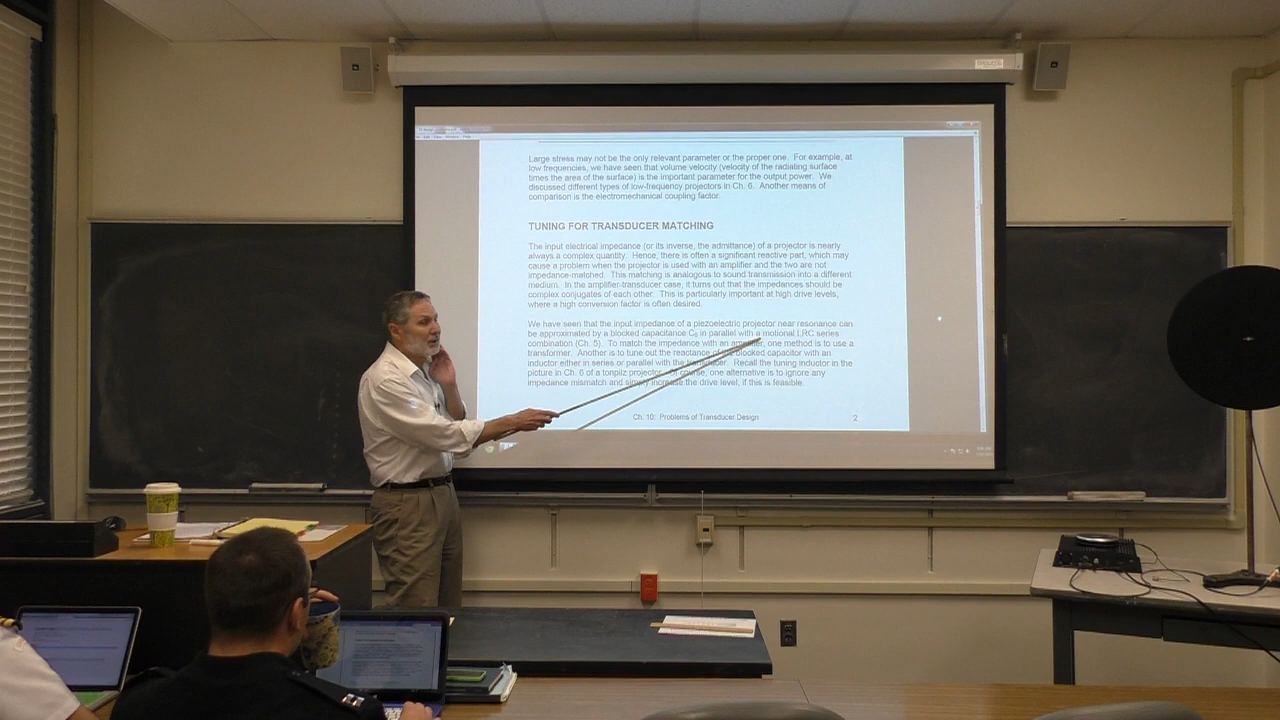 Large stress may not be the only relevant parameter or the proper one. For example, at
low frequencies, we have seen that volume velocity (velocity of the radiating surface
times the area of the surface) is the important parameter for the output power. We
discussed different types of low-frequency projectors in Ch. 6. Another means of
comparison is the electromechanical coupling factor.
TUNING FOR TRANSDUCER MATCHING
The input electrical impedance (or its inverse, the admittance) of a projector is nearly
always a complex quantity. Hence, there is often a significant reactive part, which may
cause a problem when the projector is used with an amplifier and the two are not
impedance-matched. This matching is analogous to sound transmission into a different
medium. In the amplifier-transducer case, it turns out that the impedances should be
complex conjugates of each other. This is particularly important at high drive levels,
where a high conversion factor is often desired.
We have seen that the input impedance of a piezoelectric projector near resonance can
be approximated by a blocked capacitance C₀ in parallel with a motional LRC series
combination (Ch. 5). To match the impedance with an amplifier, one method is to use a
transformer. Another is to tune out the reactance of the blocked capacitor with an
inductor either in series or parallel with the transducer. Recall the tuning inductor in the
picture in Ch. 6 of a tonpilz projector. Of course, one alternative is to ignore any
impedance mismatch and simply increase the drive level, if this is feasible.
Ch. 10: Problems of Transducer Design 2